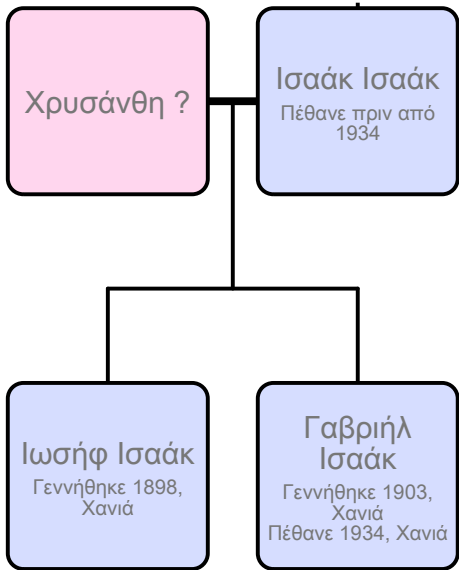 Χρυσάνθη ?
Ισαάκ Ισαάκ
Πέθανε πριν από
1934
Ιωσήφ Ισαάκ
Γεννήθηκε 1898,
Χανιά
Γαβριήλ
Ισαάκ
Γεννήθηκε 1903,
Χανιά
Πέθανε 1934, Χανιά